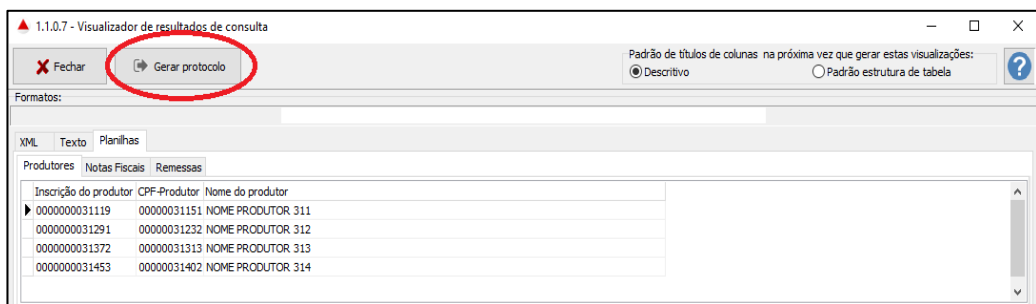 1.1.0.7 - Visualizador de resultados de consulta
Fechar Gerar protocolo
Padrão de títulos de colunas na próxima vez que gerar estas visualizações:
Descritivo Padrão estrutura de tabela
Formatos:
XML Texto Planilhas
Produtores Notas Fiscais Remessas
Inscrição do produtor CPF-Produtor Nome do produtor
0000000031119 00000031151 NOME PRODUTOR 311
0000000031291 00000031232 NOME PRODUTOR 312
0000000031372 00000031313 NOME PRODUTOR 313
0000000031453 00000031402 NOME PRODUTOR 314